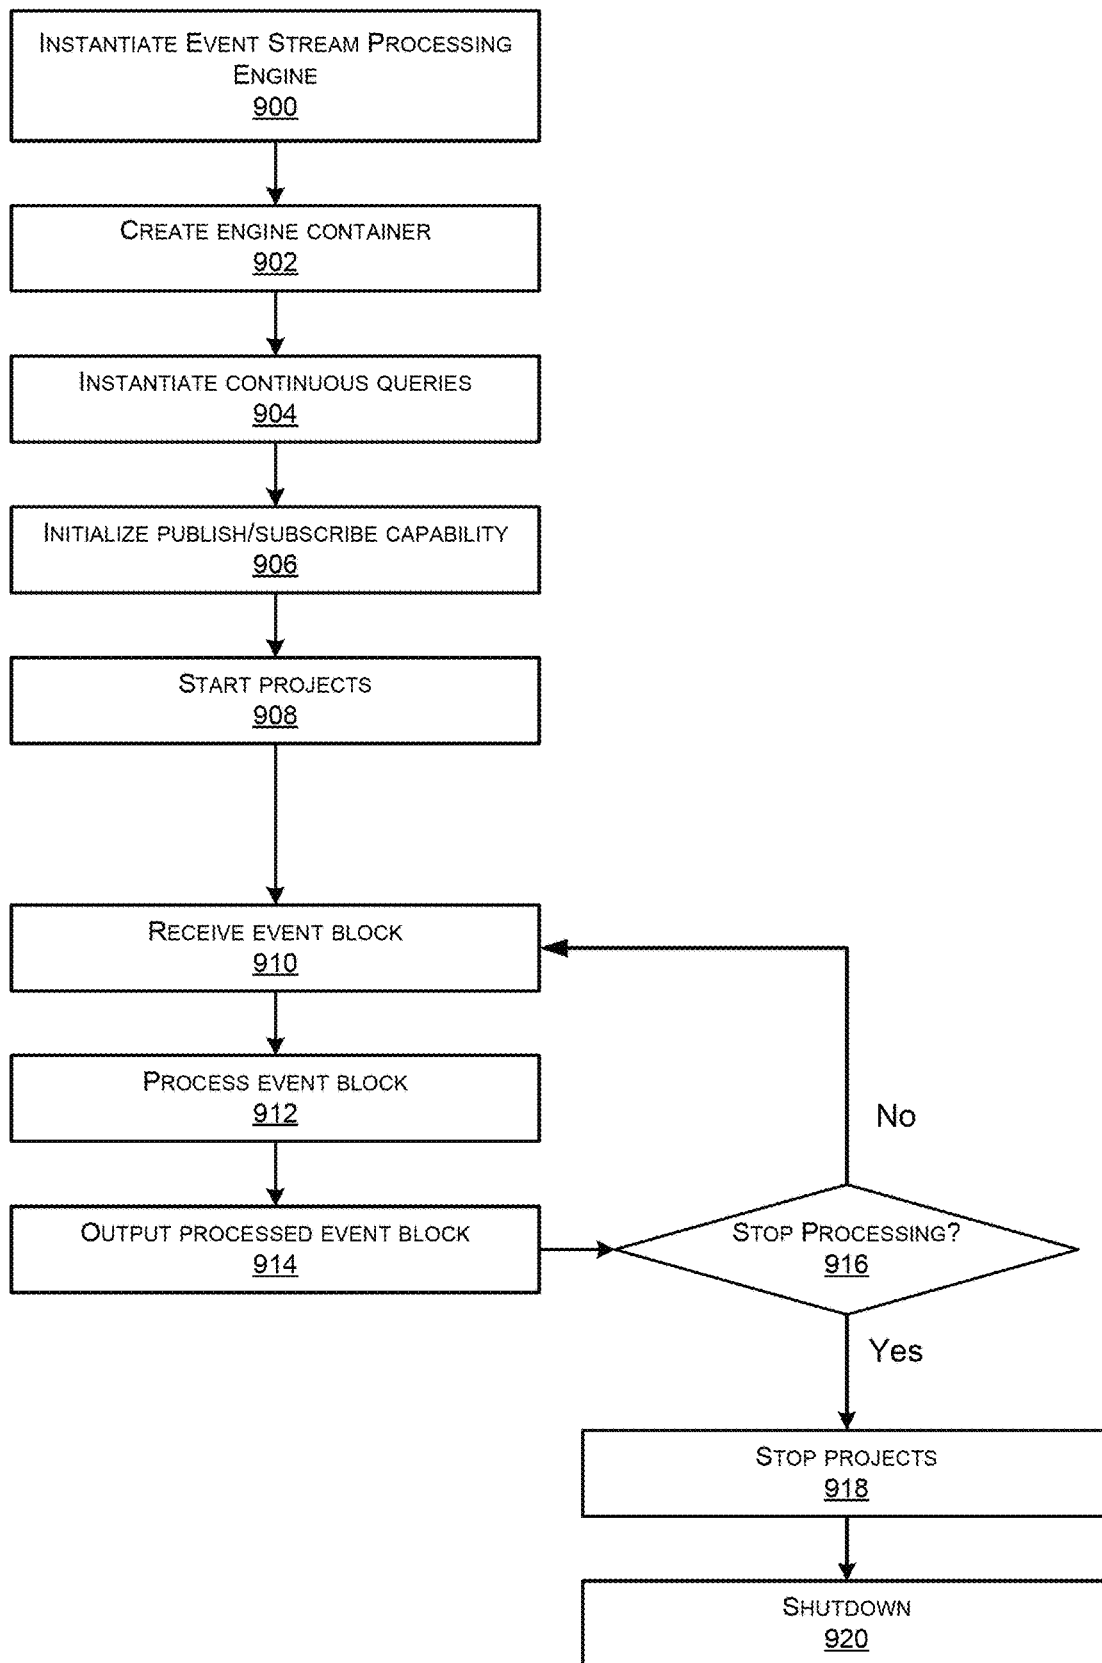 INSTANTIATE EVENT STREAM PROCESSING
ENGINE
900
CREATE ENGINE CONTAINER
902
INSTANTIATE CONTINUOUS QUERIES
904
INITIALIZE PUBLISH/SUBSCRIBE CAPABILITY
906
START PROJECTS
908
RECEIVE EVENT BLOCK
910
PROCESS EVENT BLOCK
912
No
OUTPUT PROCESSED EVENT BLOCK
914
STOP PROCESSING?
916
Yes
STOP PROJECTS
918
SHUTDOWN
920